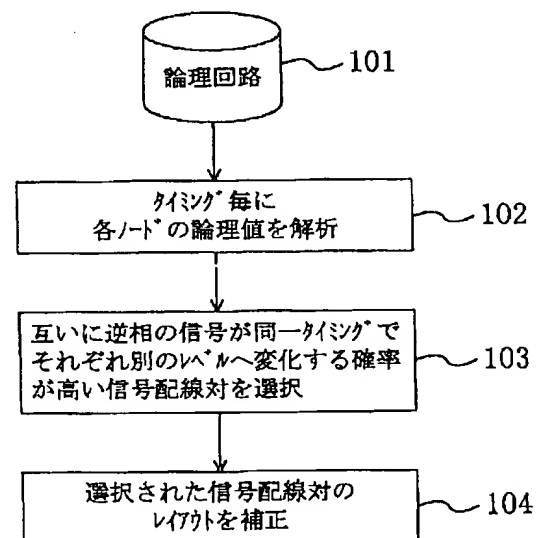 論理回路
101
ﾀｲﾐﾝｸﾞ毎に
各ﾉｰﾄﾞの論理値を解析
102
互いに逆相の信号が同一ﾀｲﾐﾝｸﾞで
それぞれ別のﾚﾍﾞﾙへ変化する確率
が高い信号配線対を選択
103
選択された信号配線対の
ﾚｲｱｳﾄを補正
104